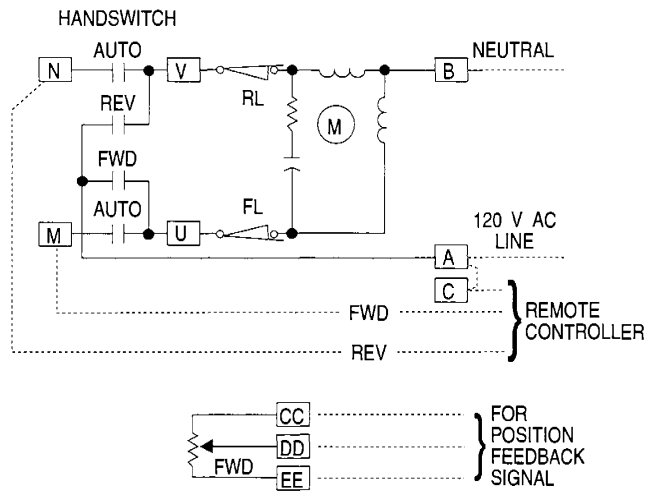 HANDSWITCH
N AUTO V B NEUTRAL
REV RL M
FWD
M AUTO U FL
120 V AC
LINE
A
C
FWD REMOTE
CONTROLLER
REV
CC FOR
POSITION
DD FEEDBACK
FWD EE SIGNAL